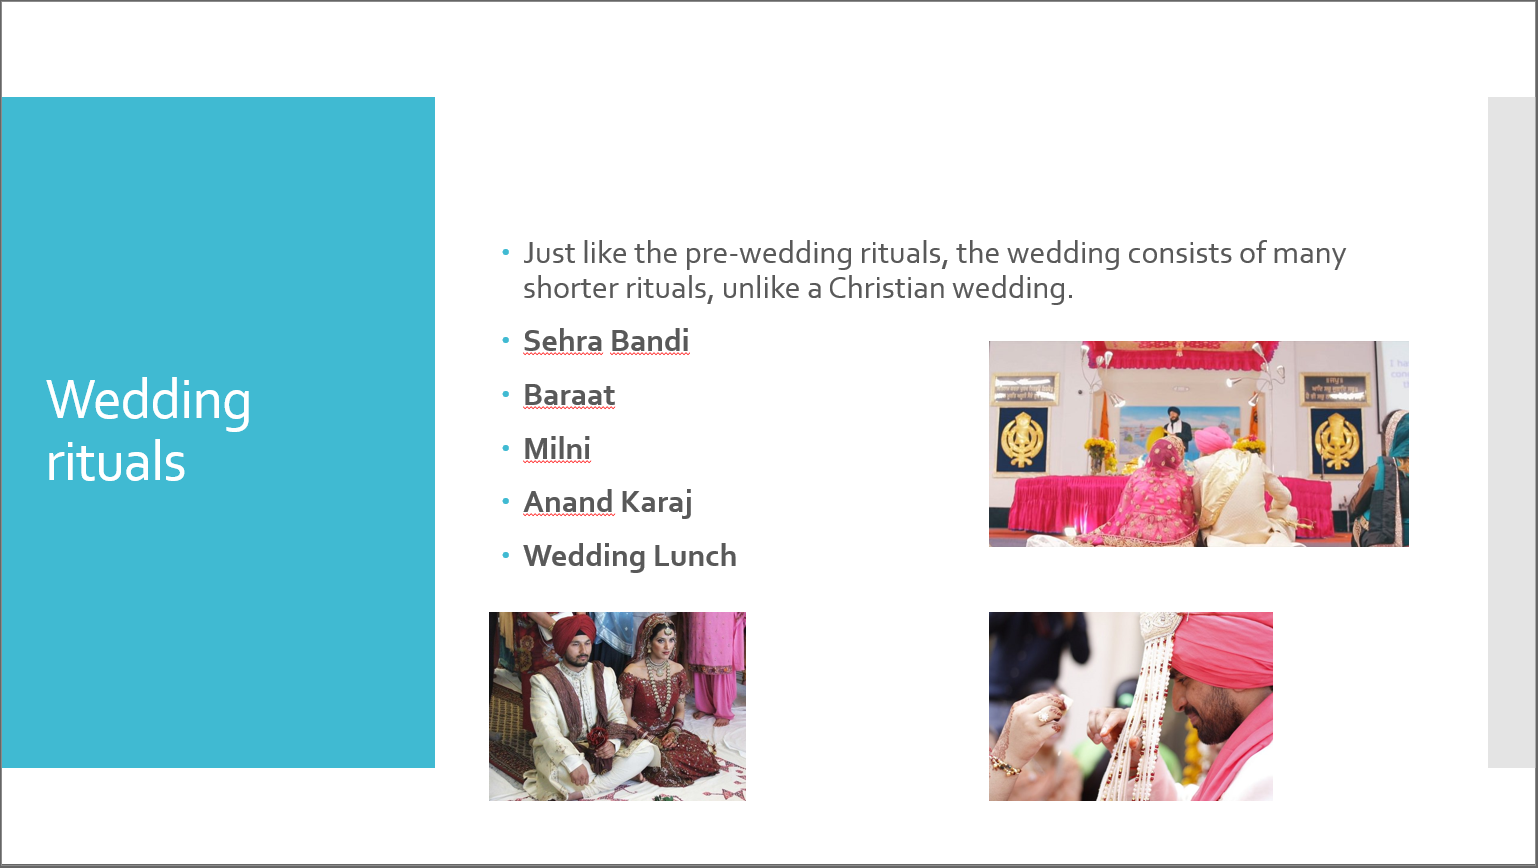 Wedding
rituals
• Just like the pre-wedding rituals, the wedding consists of many
shorter rituals, unlike a Christian wedding.
• Sehra Bandi
• Baraat
• Milni
• Anand Karaj
• Wedding Lunch